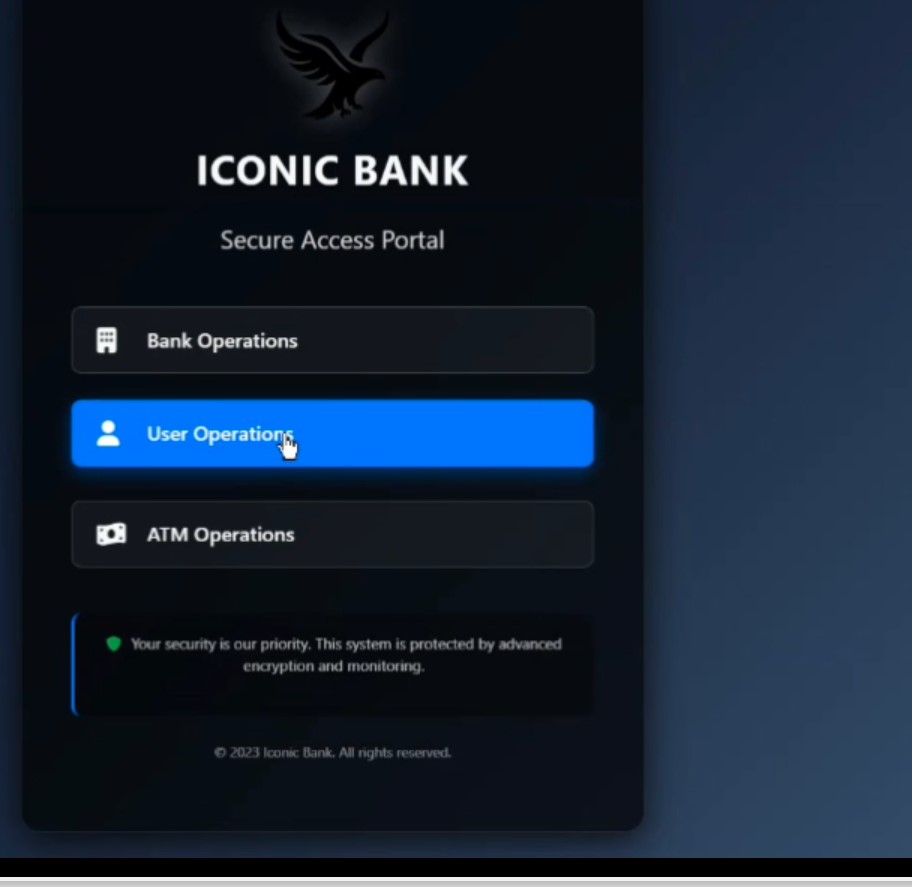 ICONIC BANK
Secure Access Portal
Bank Operations
User Operations
ATM Operations
Your security is our priority. This system is protected by advanced
encryption and monitoring.
© 2023 Iconic Bank. All rights reserved.